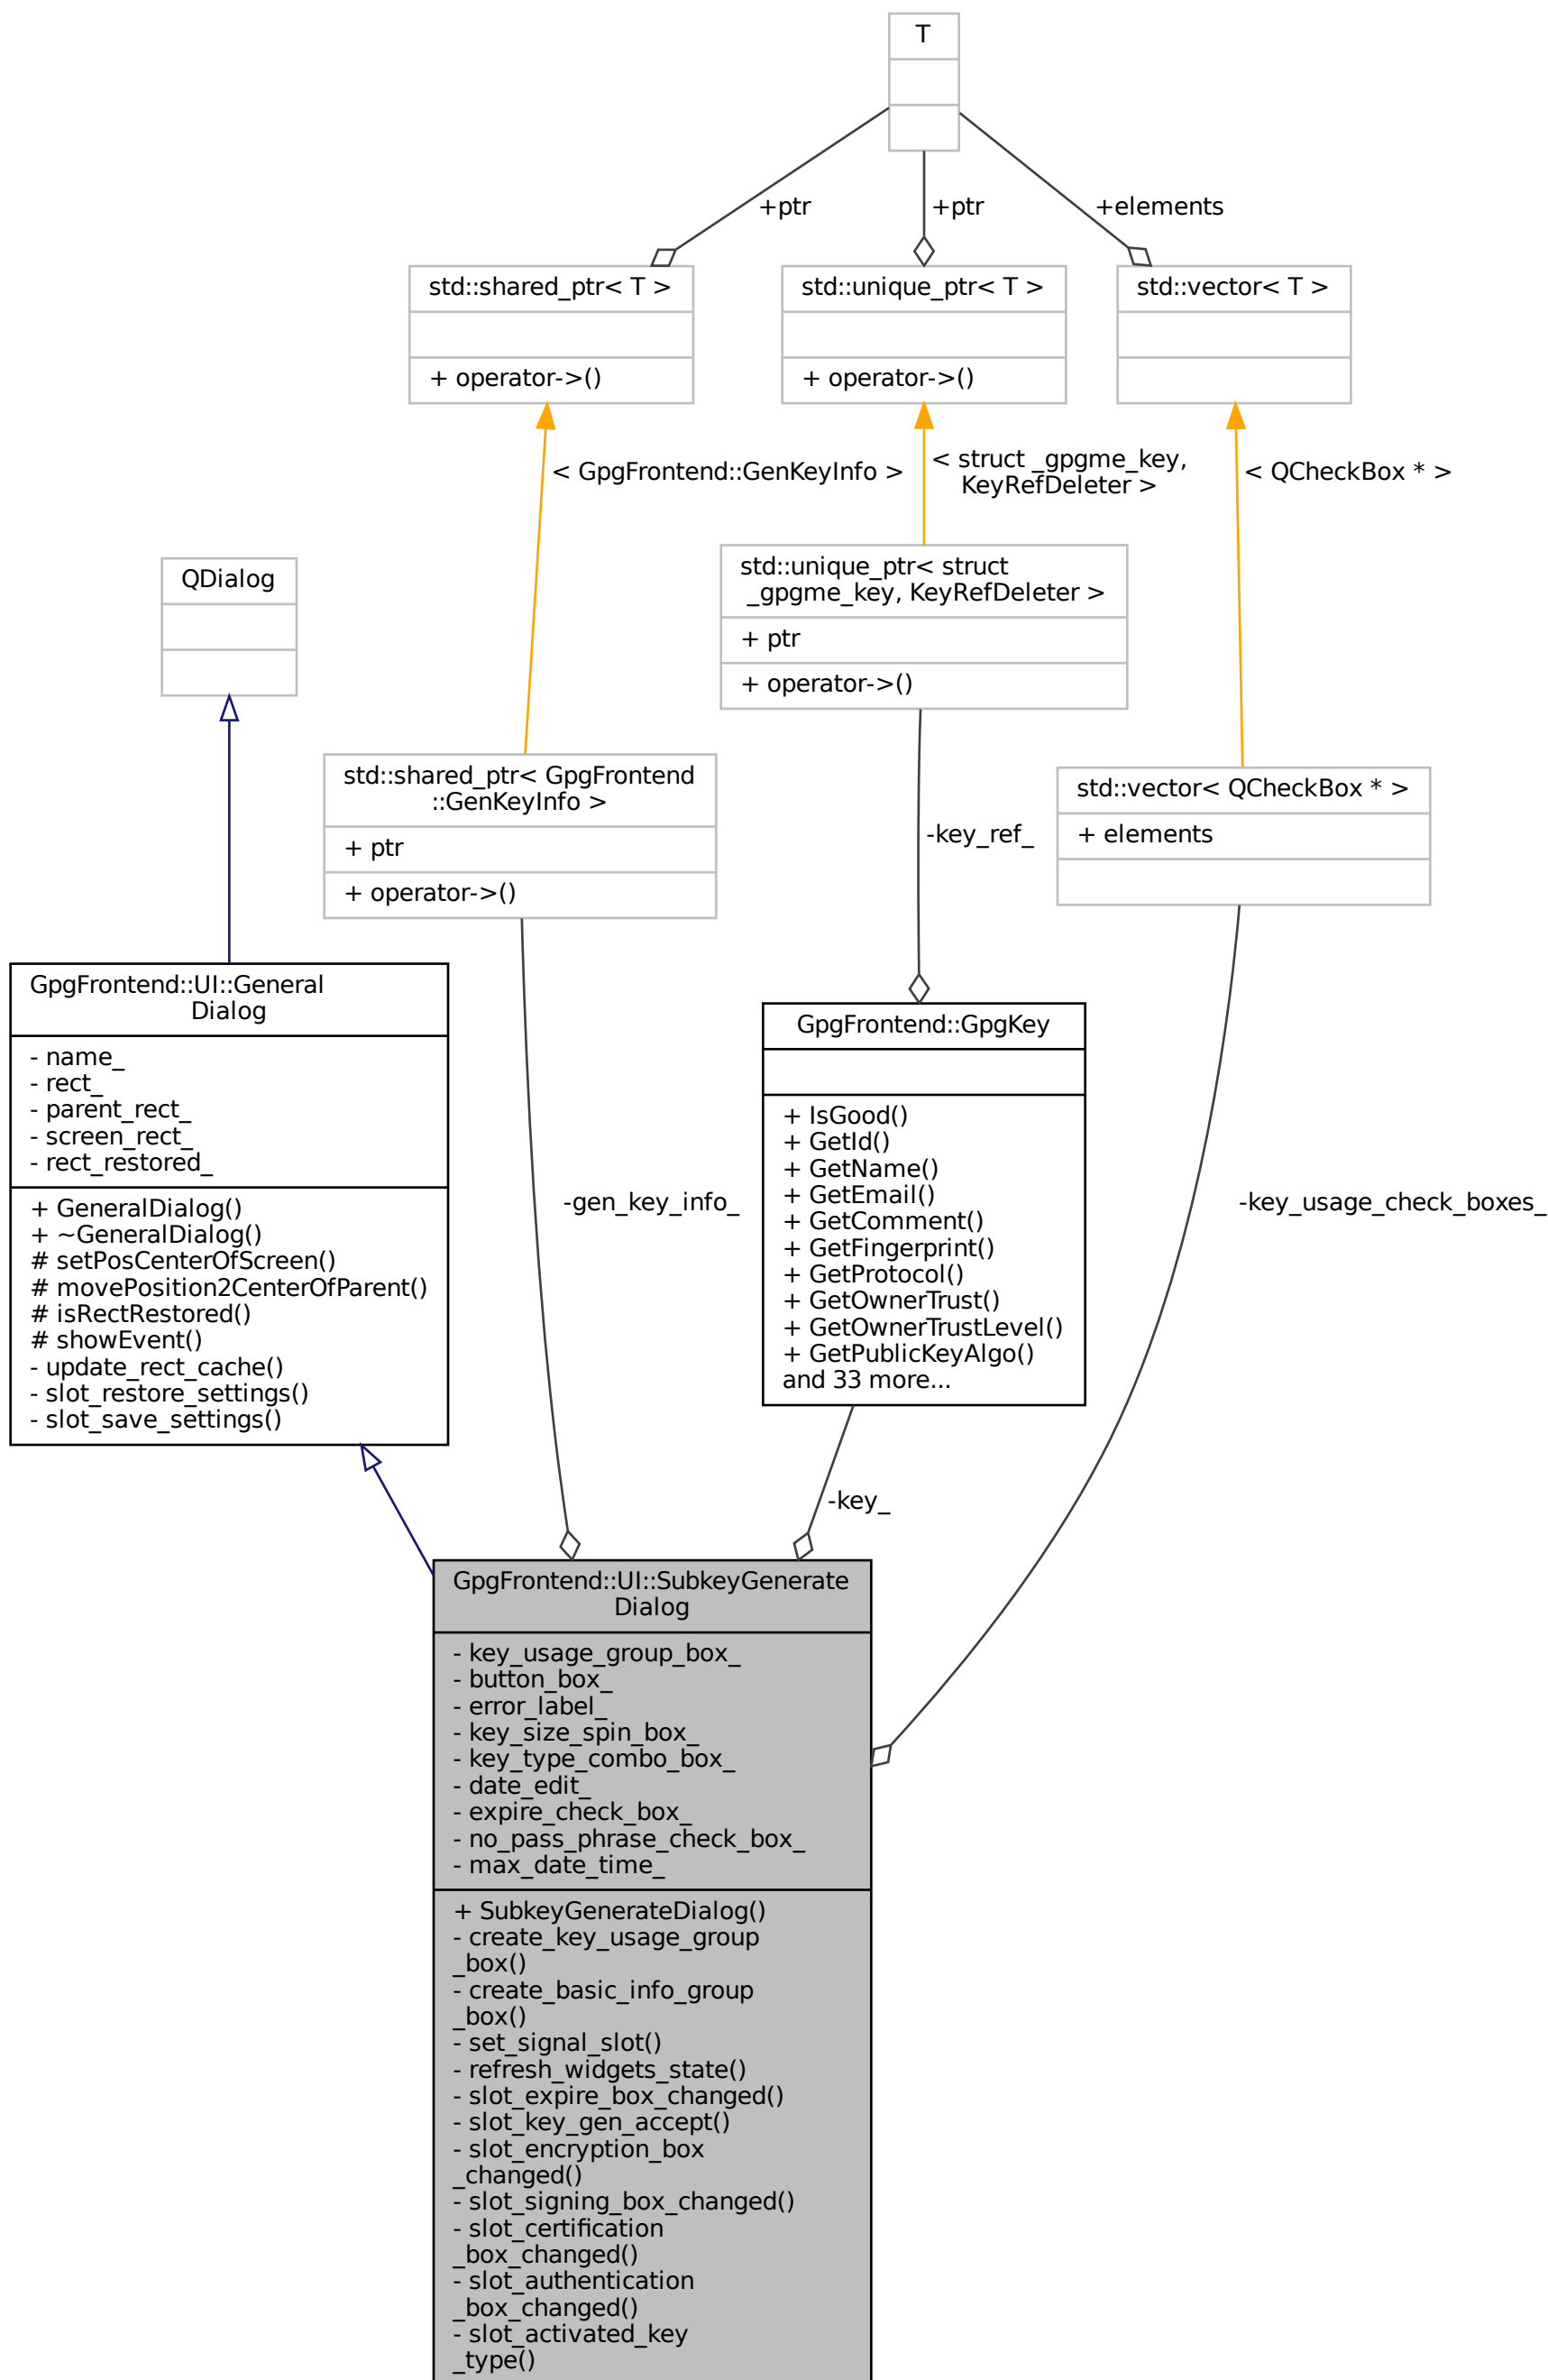 T
+ptr
+ptr
+elements
std::shared_ptr< T >
+ operator->()
std::unique_ptr< T >
+ operator->()
std::vector< T >
< GpgFrontend::GenKeyInfo >
< struct _gpgme_key,
KeyRefDeleter >
< QCheckBox * >
QDialog
std::unique_ptr< struct
_gpgme_key, KeyRefDeleter >
+ ptr
+ operator->()
std::shared_ptr< GpgFrontend
::GenKeyInfo >
+ ptr
+ operator->()
std::vector< QCheckBox * >
+ elements
-key_ref_
GpgFrontend::UI::General
Dialog
- name_
- rect_
- parent_rect_
- screen_rect_
- rect_restored_
+ GeneralDialog()
+ ~GeneralDialog()
# setPosCenterOfScreen()
# movePosition2CenterOfParent()
# isRectRestored()
# showEvent()
- update_rect_cache()
- slot_restore_settings()
- slot_save_settings()
-gen_key_info_
GpgFrontend::GpgKey
+ IsGood()
+ GetId()
+ GetName()
+ GetEmail()
+ GetComment()
+ GetFingerprint()
+ GetProtocol()
+ GetOwnerTrust()
+ GetOwnerTrustLevel()
+ GetPublicKeyAlgo()
and 33 more...
-key_usage_check_boxes_
-key_
GpgFrontend::UI::SubkeyGenerate
Dialog
- key_usage_group_box_
- button_box_
- error_label_
- key_size_spin_box_
- key_type_combo_box_
- date_edit_
- expire_check_box_
- no_pass_phrase_check_box_
- max_date_time_
+ SubkeyGenerateDialog()
- create_key_usage_group
_box()
- create_basic_info_group
_box()
- set_signal_slot()
- refresh_widgets_state()
- slot_expire_box_changed()
- slot_key_gen_accept()
- slot_encryption_box
_changed()
- slot_signing_box_changed()
- slot_certification
_box_changed()
- slot_authentication
_box_changed()
- slot_activated_key
_type()